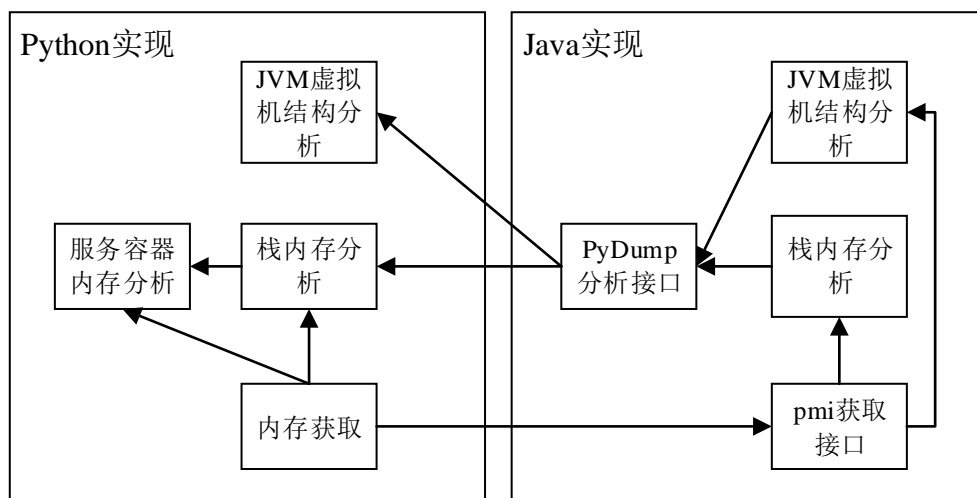 Python实现
JVM虚拟
机结构分
析
服务容器
内存分析
栈内存分
析
内存获取
Java实现
JVM虚拟
机结构分
析
PyDump
分析接口
栈内存分
析
pmi获取
接口